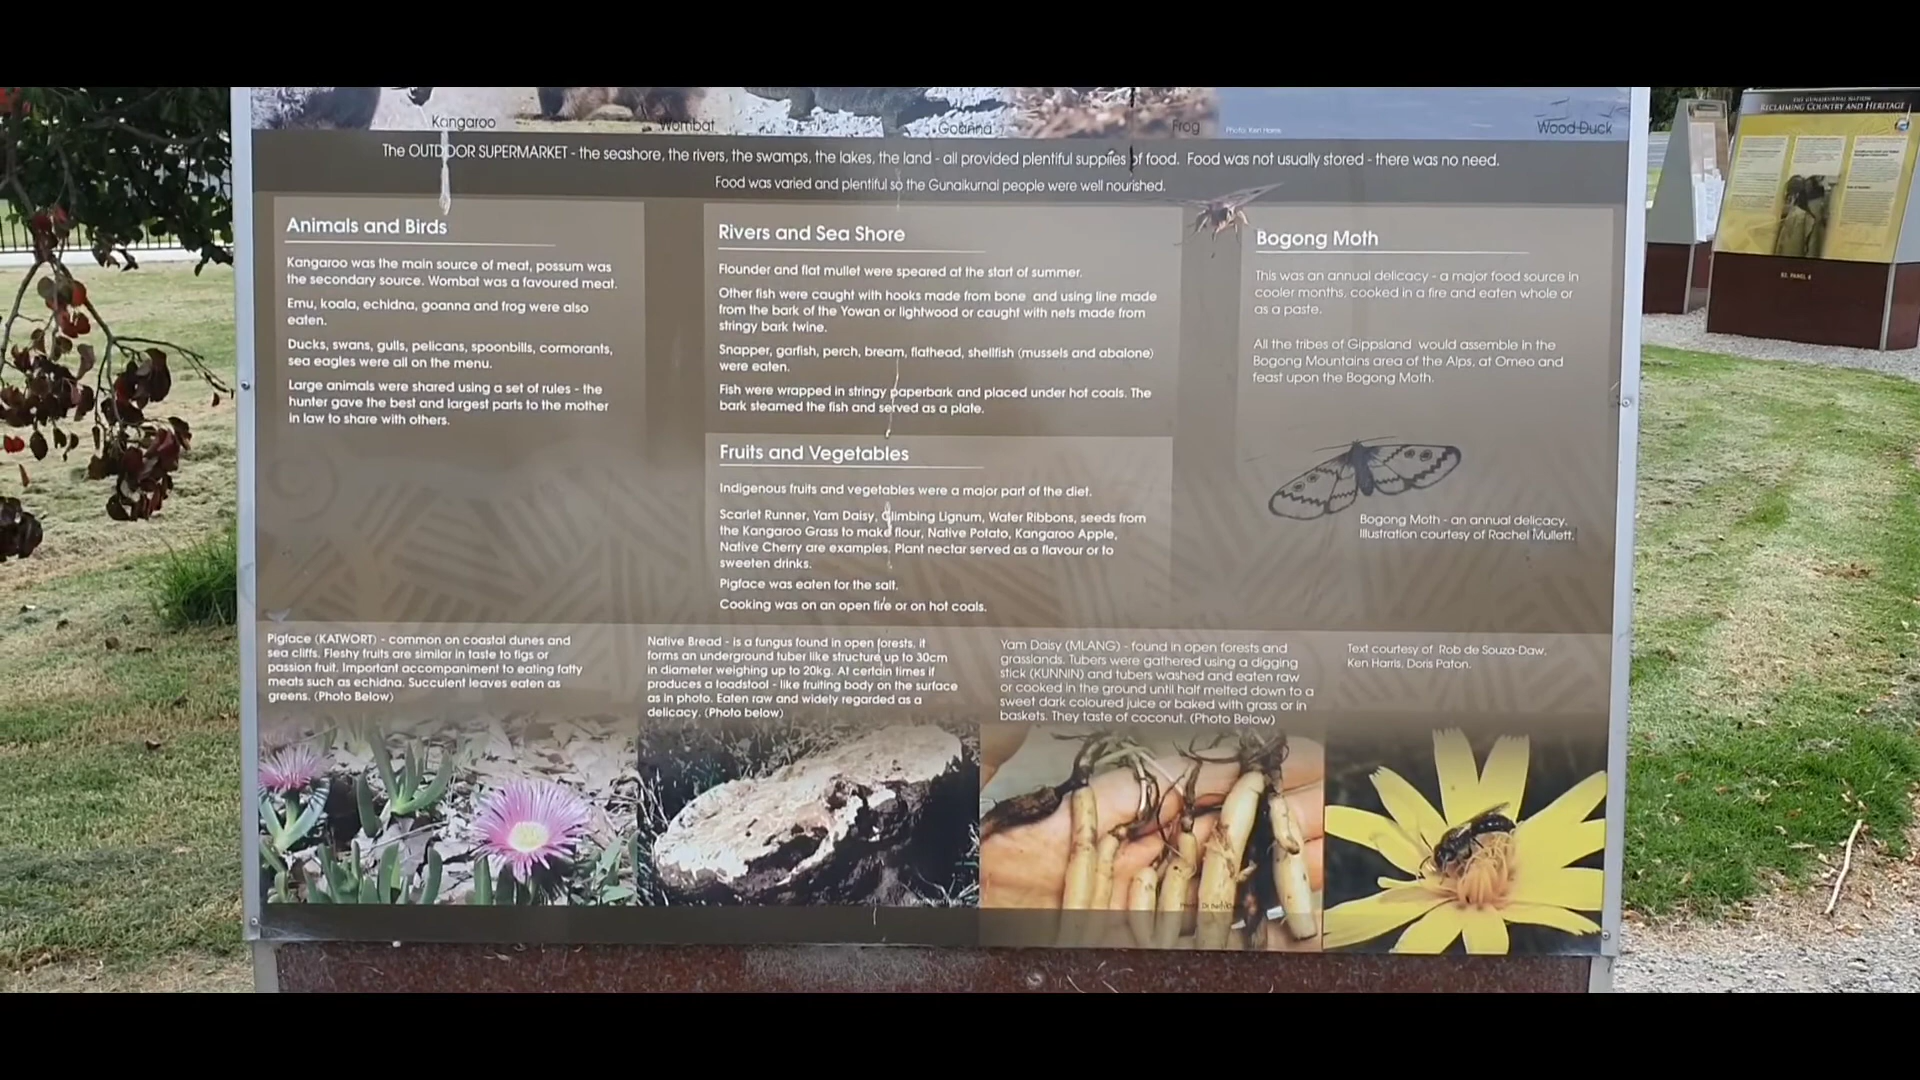 Kangaroo
Wombat
Goanna
Frog
Photo: Ken Harris
Wood Duck
The OUTDOOR SUPERMARKET - the seashore, the rivers, the swamps, the lakes, the land - all provided plentiful supplies of food. Food was not usually stored - there was no need.
Food was varied and plentiful so the Gunaikurnai people were well nourished.
Animals and Birds
Kangaroo was the main source of meat, possum was
the secondary source. Wombat was a favoured meat.
Emu, koala, echidna, goanna and frog were also
eaten.
Ducks, swans, gulls, pelicans, spoonbills, cormorants,
sea eagles were all on the menu.
Large animals were shared using a set of rules - the
hunter gave the best and largest parts to the mother
in law to share with others.
Rivers and Sea Shore
Flounder and flat mullet were speared at the start of summer.
Other fish were caught with hooks made from bone and using line made
from the bark of the Yowan or lightwood or caught with nets made from
stringy bark twine.
Snapper, garfish, perch, bream, flathead, shellfish (mussels and abalone)
were eaten.
Fish were wrapped in stringy paperbark and placed under hot coals. The
bark steamed the fish and served as a plate.
Fruits and Vegetables
Indigenous fruits and vegetables were a major part of the diet.
Scarlet Runner, Yam Daisy, Climbing Lignum, Water Ribbons, seeds from
the Kangaroo Grass to make flour, Native Potato, Kangaroo Apple,
Native Cherry are examples. Plant nectar served as a flavour or to
sweeten drinks.
Pigface was eaten for the salt.
Cooking was on an open fire or on hot coals.
Bogong Moth
This was an annual delicacy - a major food source in
cooler months, cooked in a fire and eaten whole or
as a paste.
All the tribes of Gippsland would assemble in the
Bogong Mountains area of the Alps, at Omeo and
feast upon the Bogong Moth.
Bogong Moth - an annual delicacy.
Illustration courtesy of Rachel Mullett.
Pigface (KATWORT) - common on coastal dunes and
sea cliffs. Fleshy fruits are similar in taste to figs or
passion fruit. Important accompaniment to eating fatty
meats such as echidna. Succulent leaves eaten as
greens. (Photo Below)
Native Bread - is a fungus found in open forests, it
forms an underground tuber like structure up to 30cm
in diameter weighing up to 20kg. At certain times it
produces a toadstool - like fruiting body on the surface
as in photo. Eaten raw and widely regarded as a
delicacy. (Photo below)
Yam Daisy (MLANG) - found in open forests and
grasslands. Tubers were gathered using a digging
stick (KUNNIN) and tubers washed and eaten raw
or cooked in the ground until half melted down to a
sweet dark coloured juice or baked with grass or in
baskets. They taste of coconut. (Photo Below)
Text courtesy of Rob de Souza-Daw,
Ken Harris, Doris Paton.
THE GUNAIKURNAI NATION
RECLAIMING COUNTRY AND HERITAGE